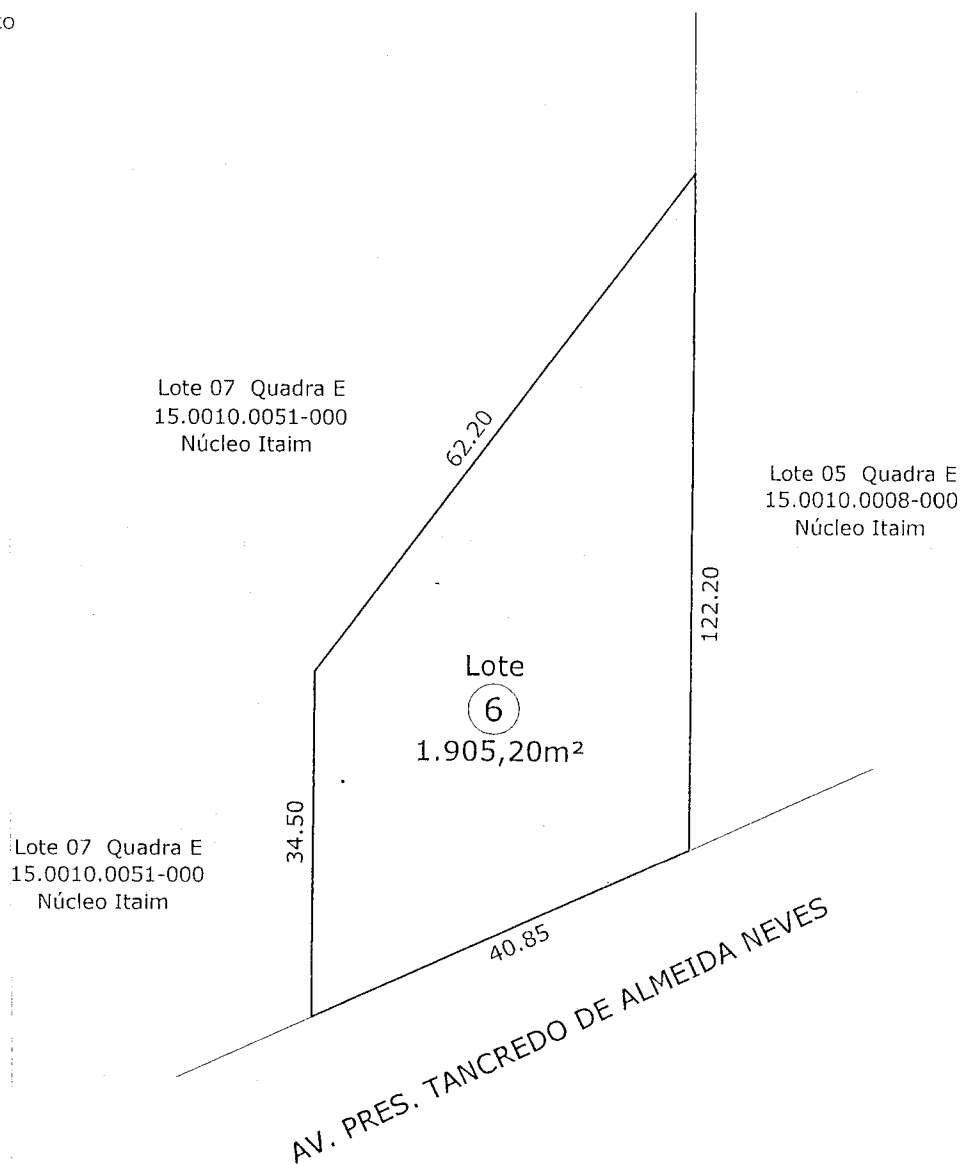 Lote 07 Quadra E
15.0010.0051-000
Núcleo Itaim
62.20
Lote 05 Quadra E
15.0010.0008-000
Núcleo Itaim
122.20
Lote
6
1.905,20m²
34.50
Lote 07 Quadra E
15.0010.0051-000
Núcleo Itaim
40.85
AV. PRES. TANCREDO DE ALMEIDA NEVES